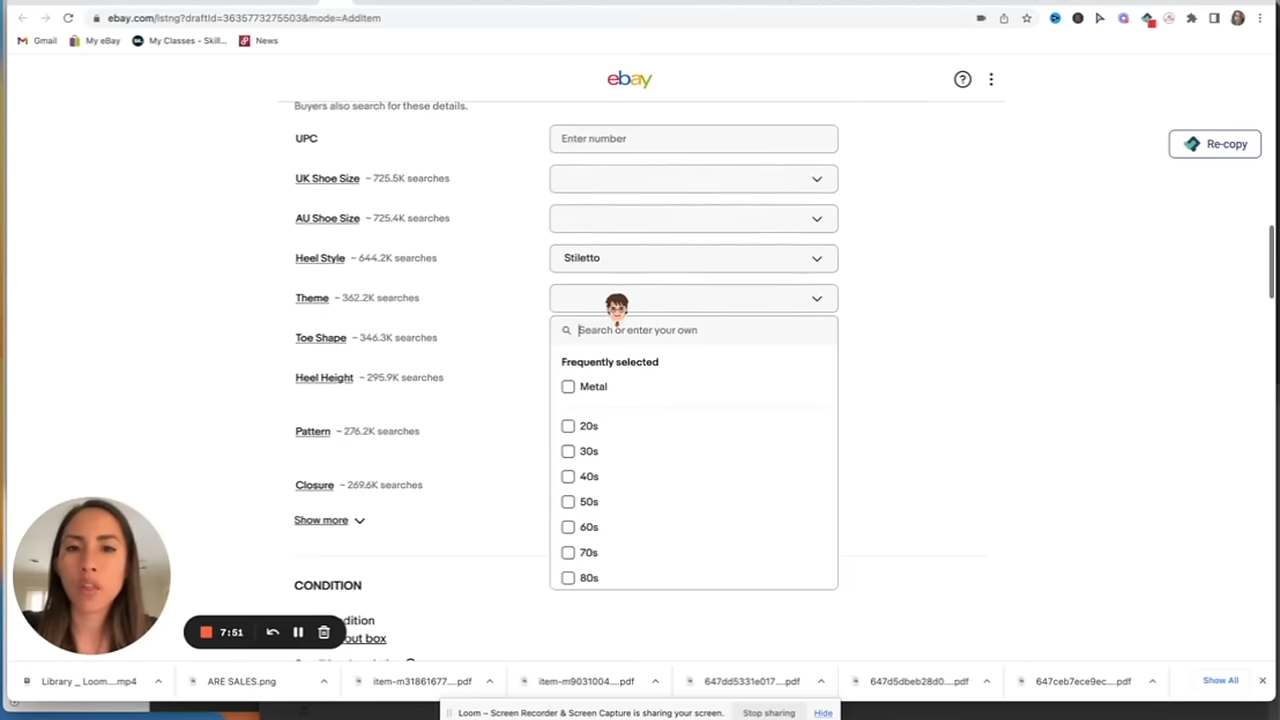 ebay.com/lstng?draftId=3635773275503&mode=AddItem
Gmail My eBay My Classes - Skill... News
ebay
Buyers also search for these details.
Re-copy
UPC Enter number
UK Shoe Size ~ 725.5K searches
AU Shoe Size ~ 725.4K searches
Heel Style ~ 644.2K searches Stiletto
Theme ~ 362.2K searches
Toe Shape ~ 346.3K searches
Heel Height ~ 295.9K searches
Pattern ~ 276.2K searches
Closure ~ 269.6K searches
Show more
Search or enter your own
Frequently selected
Metal
20s
30s
40s
50s
60s
70s
80s
CONDITION
out box
7:51
Library _ Loom....mp4 ARE SALES.png item-m31861677....pdf item-m9031004....pdf 647dd5331e017....pdf 647d5dbeb28d0....pdf 647ceb7ece9ec....pdf Show All
Loom – Screen Recorder & Screen Capture is sharing your screen. Stop sharing Hide